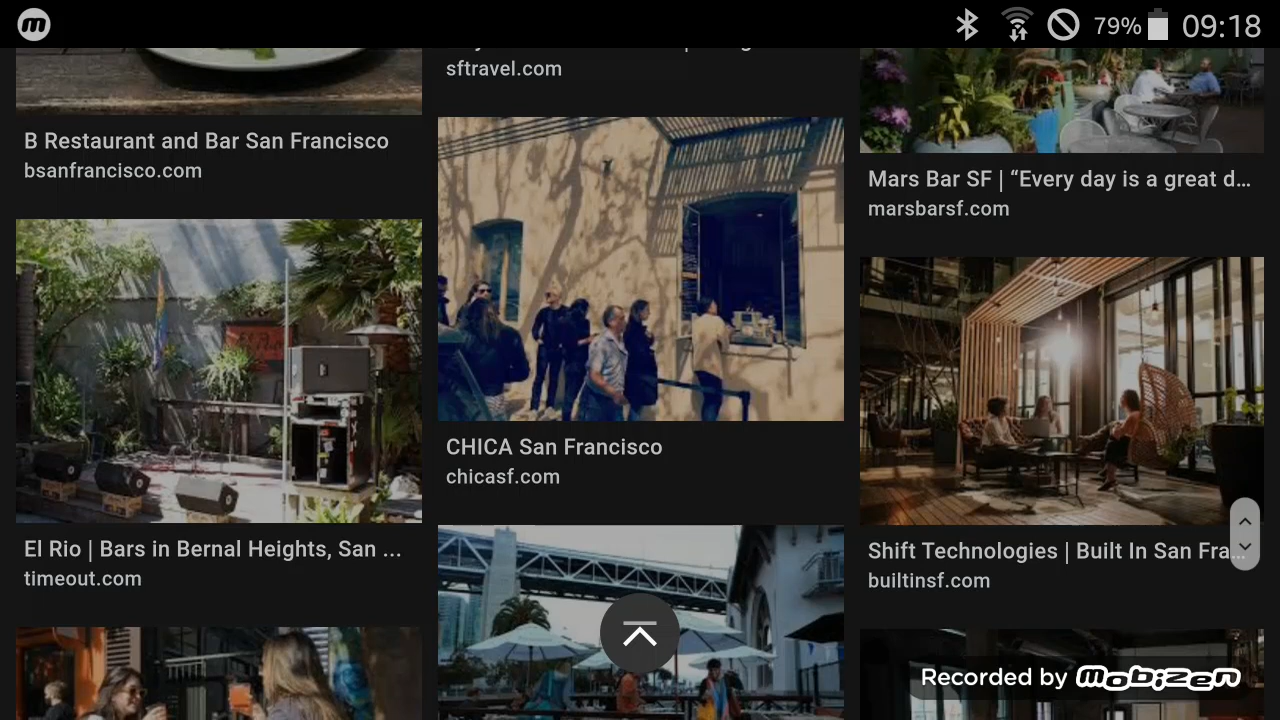 79% 09:18
sftravel.com
B Restaurant and Bar San Francisco
bsanfrancisco.com
Mars Bar SF | “Every day is a great d...
marsbarsf.com
CHICA San Francisco
chicasf.com
El Rio | Bars in Bernal Heights, San ...
timeout.com
Shift Technologies | Built In San Fra...
builtinsf.com
Recorded by mobizen